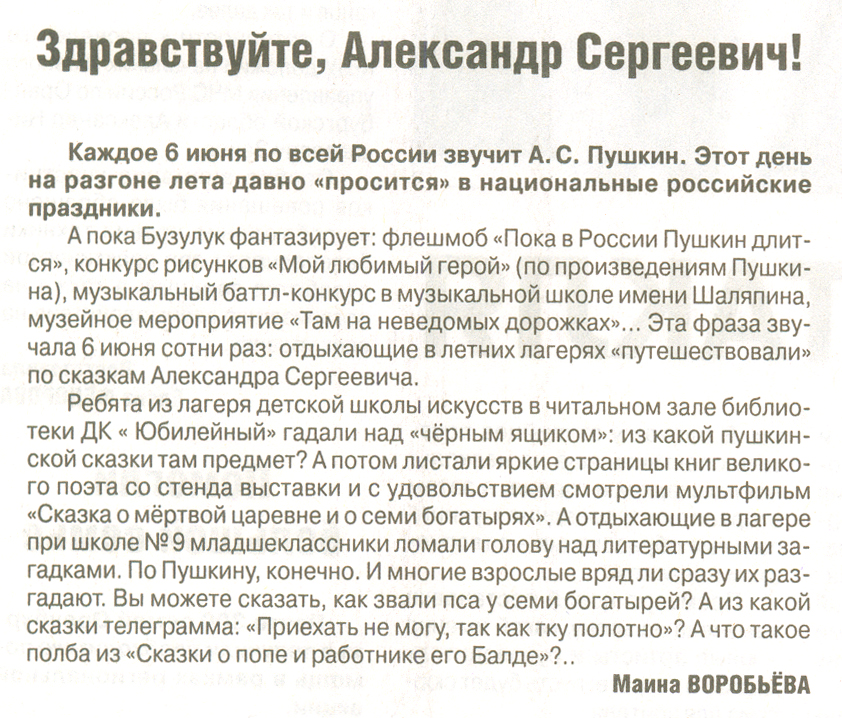 Здравствуйте, Александр Сергеевич!
Каждое 6 июня по всей России звучит А. С. Пушкин. Этот день
на разгоне лета давно «просится» в национальные российские
праздники.
А пока Бузулук фантазирует: флешмоб «Пока в России Пушкин длит-
ся», конкурс рисунков «Мой любимый герой» (по произведениям Пушки-
на), музыкальный баттл-конкурс в музыкальной школе имени Шаляпина,
музейное мероприятие «Там на неведомых дорожках»... Эта фраза зву-
чала 6 июня сотни раз: отдыхающие в летних лагерях «путешествовали»
по сказкам Александра Сергеевича.
Ребята из лагеря детской школы искусств в читальном зале библио-
теки ДК « Юбилейный» гадали над «чёрным ящиком»: из какой пушкин-
ской сказки там предмет? А потом листали яркие страницы книг велико-
го поэта со стенда выставки и с удовольствием смотрели мультфильм
«Сказка о мёртвой царевне и о семи богатырях». А отдыхающие в лагере
при школе №9 младшеклассники ломали голову над литературными за-
гадками. По Пушкину, конечно. И многие взрослые вряд ли сразу их раз-
гадают. Вы можете сказать, как звали пса у семи богатырей? А из какой
сказки телеграмма: «Приехать не могу, так как тку полотно»? А что такое
полба из «Сказки о попе и работнике его Балде»?..
Маина ВОРОБЬЁВА